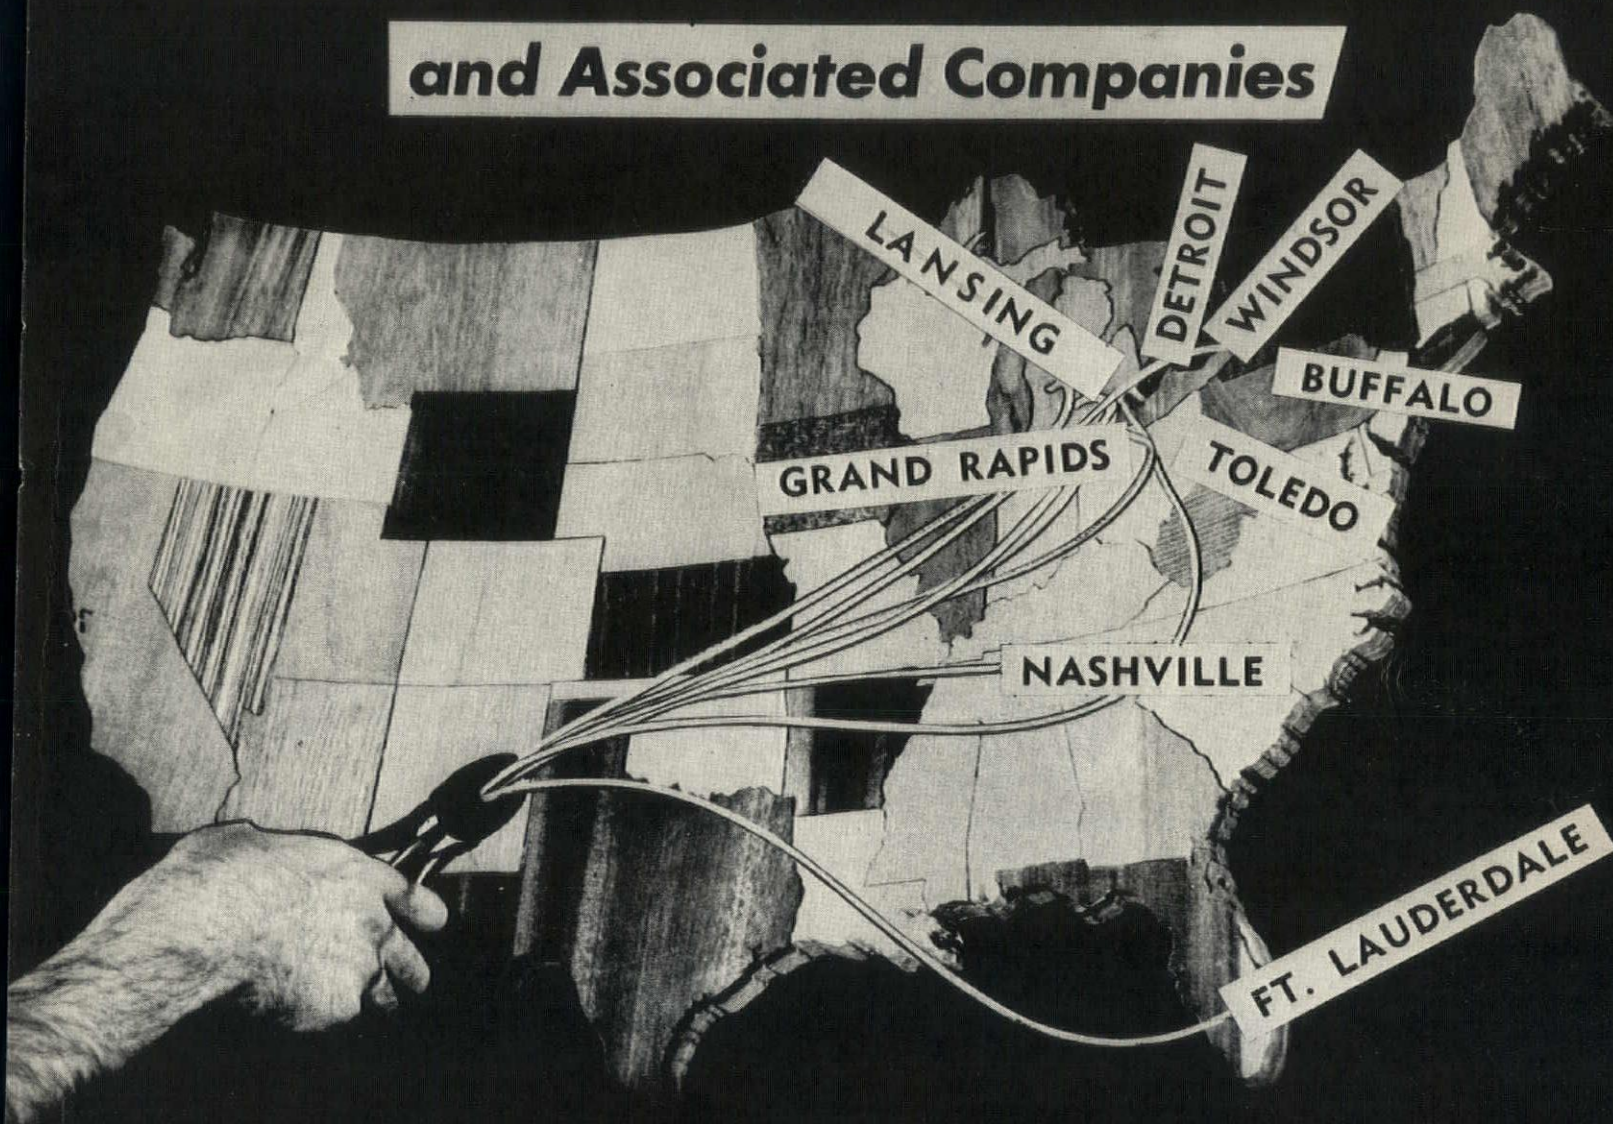 and Associated Companies
LANSING
DETROIT
WINDSOR
BUFFALO
GRAND RAPIDS
TOLEDO
NASHVILLE
FT. LAUDERDALE